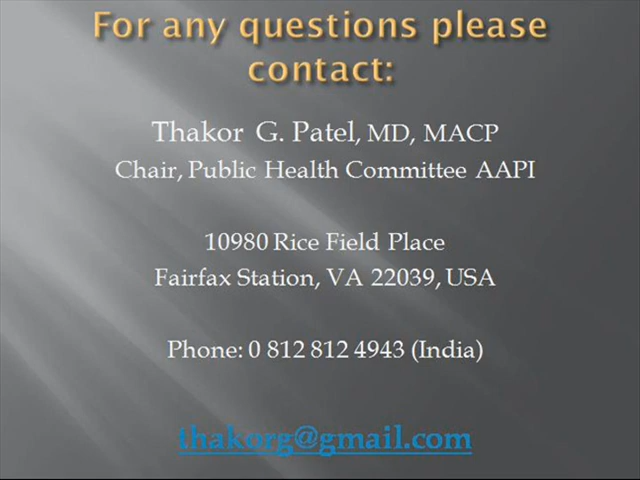 For any questions please
contact:
Thakor G. Patel, MD, MACP
Chair, Public Health Committee AAPI
10980 Rice Field Place
Fairfax Station, VA 22039, USA
Phone: 0 812 812 4943 (India)
thakorg@gmail.com